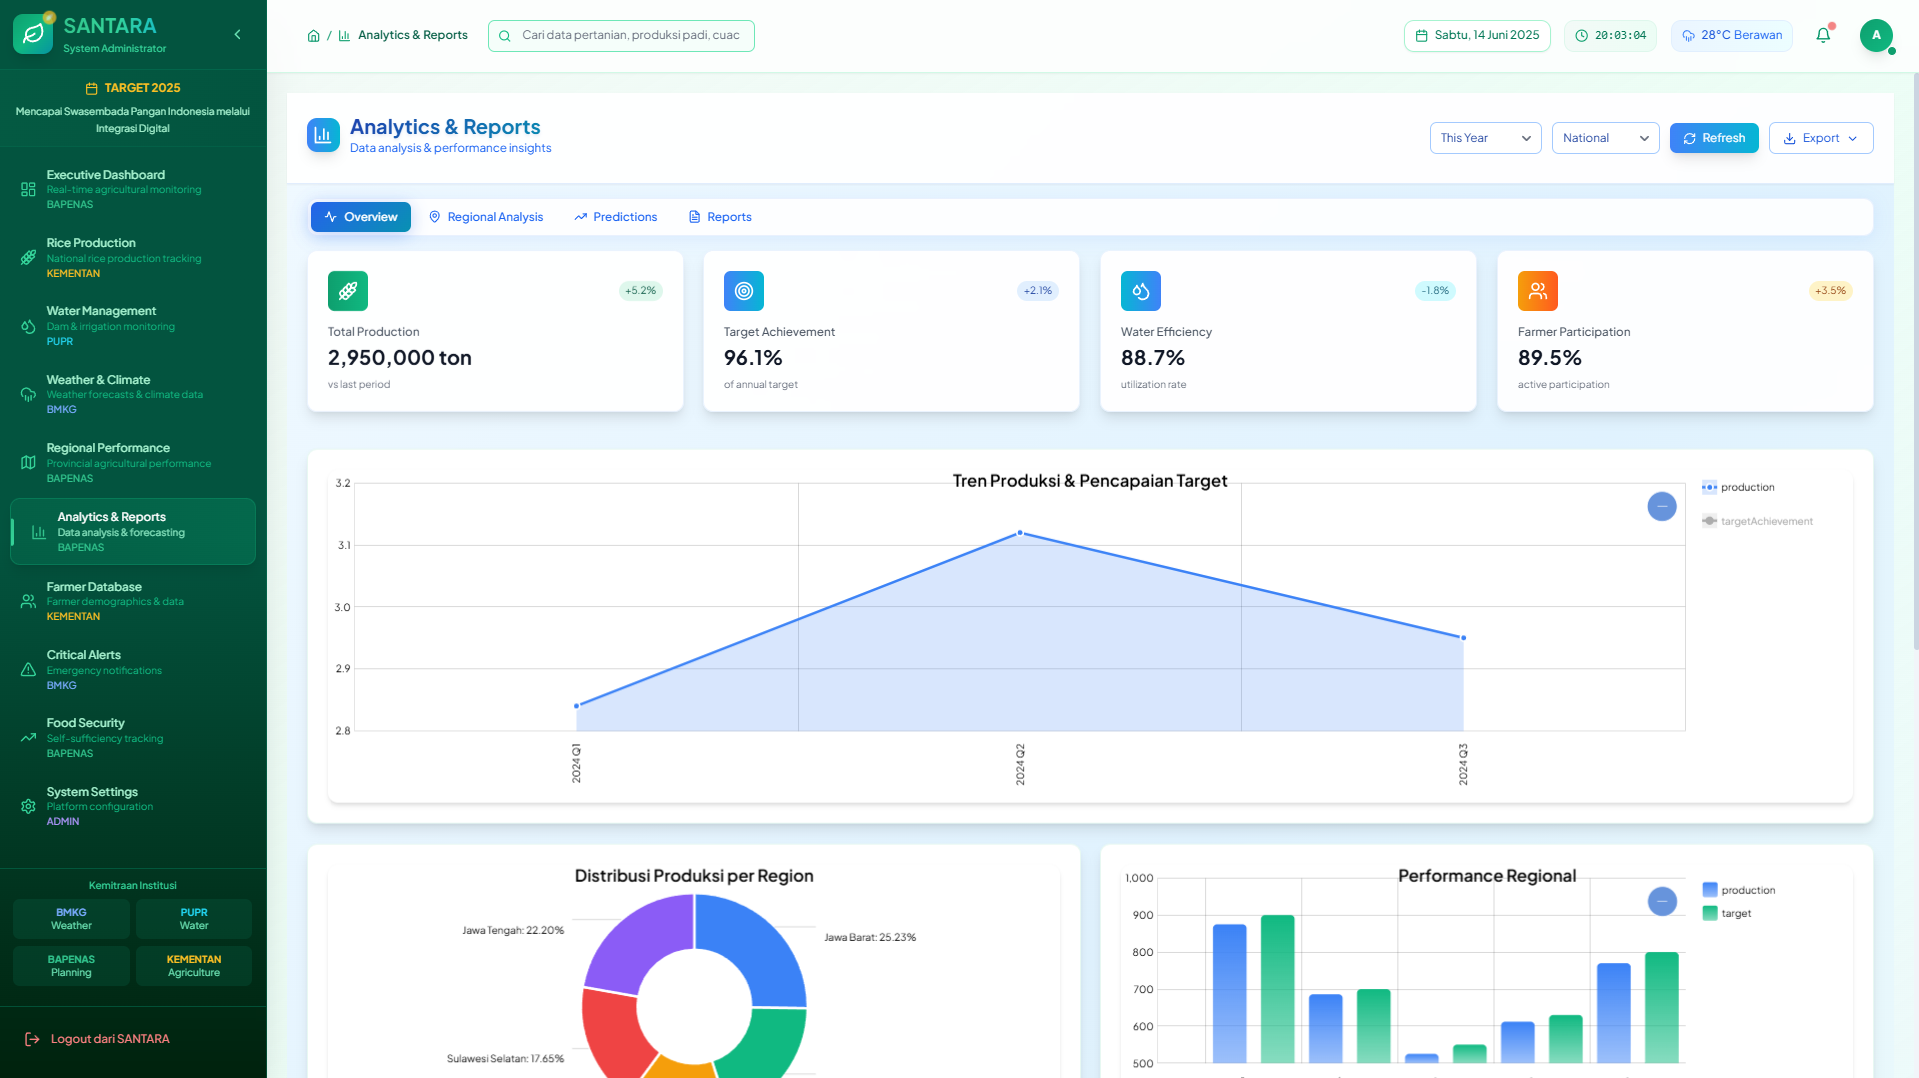 SANTARA
System Administrator
TARGET 2025
Mencapai Swasembada Pangan Indonesia melalui
Integrasi Digital
Executive Dashboard
Real-time agricultural monitoring
BAPENAS
Rice Production
National rice production tracking
KEMENTAN
Water Management
Dam & irrigation monitoring
PUPR
Weather & Climate
Weather forecasts & climate data
BMKG
Regional Performance
Provincial agricultural performance
BAPENAS
Analytics & Reports
Data analysis & forecasting
BAPENAS
Farmer Database
Farmer demographics & data
KEMENTAN
Critical Alerts
Emergency notifications
BMKG
Food Security
Self-sufficiency tracking
BAPENAS
System Settings
Platform configuration
ADMIN
Kemitraan Institusi
BMKG
Weather
PUPR
Water
BAPENAS
Planning
KEMENTAN
Agriculture
Logout dari SANTARA
/ Analytics & Reports
Cari data pertanian, produksi padi, cuac
Sabtu, 14 Juni 2025
20:03:04
28°C Berawan
A
Analytics & Reports
Data analysis & performance insights
This Year
National
Refresh
Export
Overview
Regional Analysis
Predictions
Reports
+5.2%
Total Production
2,950,000 ton
vs last period
+2.1%
Target Achievement
96.1%
of annual target
-1.8%
Water Efficiency
88.7%
utilization rate
+3.5%
Farmer Participation
89.5%
active participation
Tren Produksi & Pencapaian Target
3.2
3.1
3.0
2.9
2.8
2024 Q1
2024 Q2
2024 Q3
production
targetAchievement
Distribusi Produksi per Region
Jawa Tengah: 22.20%
Jawa Barat: 25.23%
Sulawesi Selatan: 17.65%
Performance Regional
1,000
900
800
700
600
500
production
target